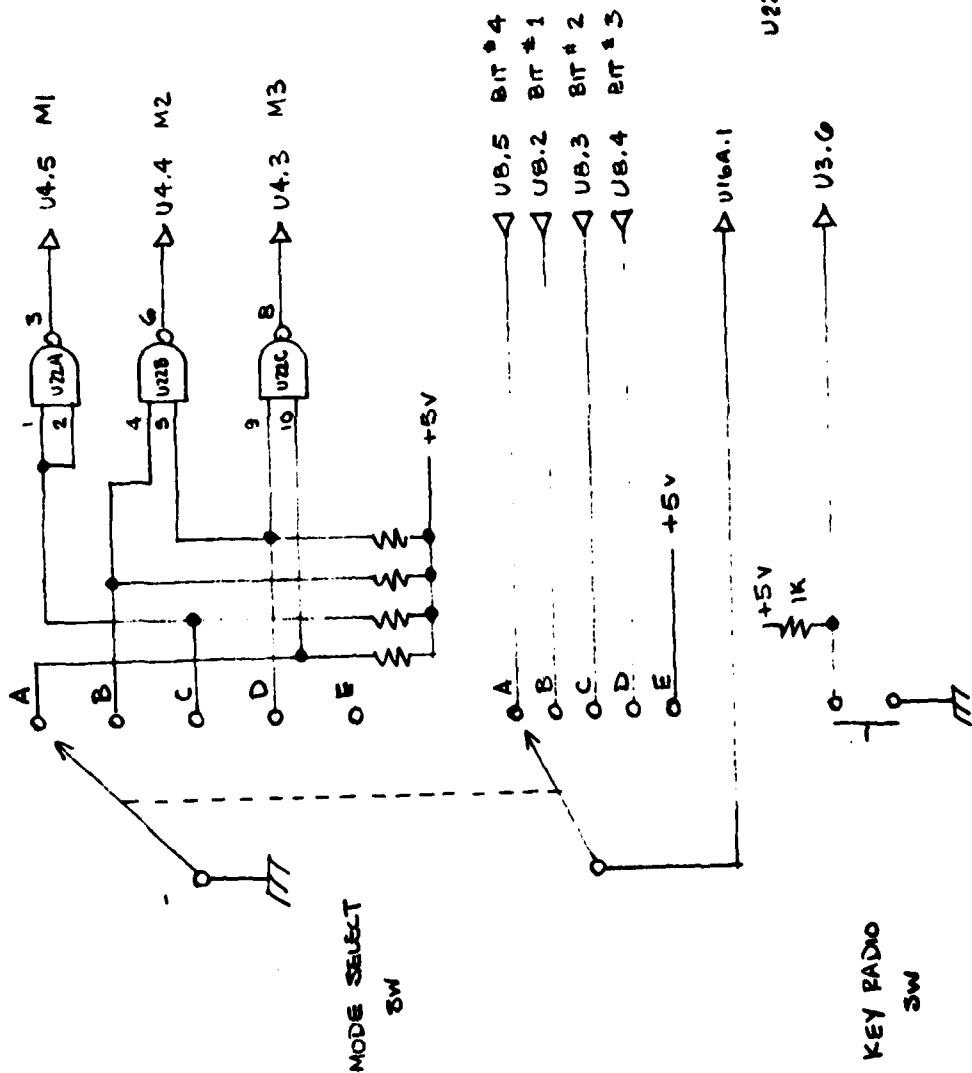 MODE SELECT
SW
A
B
C
D
E
1
2
U22A
3
U4.5 M1
4
5
U22B
6
U4.4 M2
9
10
U22C
8
U4.3 M3
+5V
A
B
C
D
E
+5V
U8.5 BIT #4
U8.2 BIT #1
U8.3 BIT #2
U8.4 BIT #3
U16A.1
KEY RADIO
SW
+5V
1K
U3.6